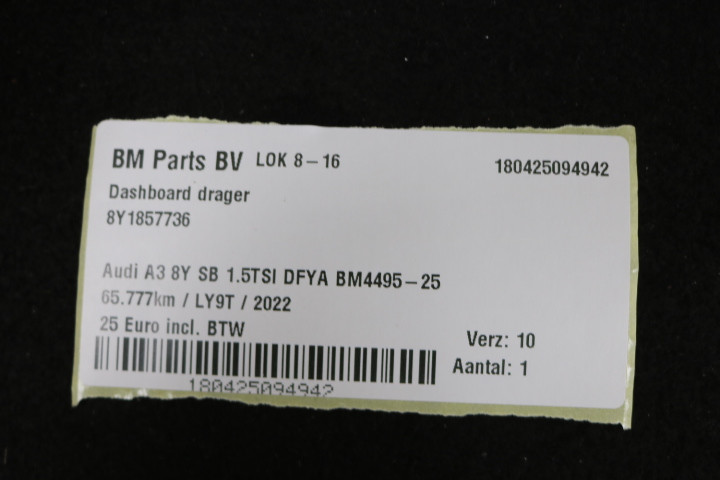 BM Parts BV LOK 8-16 180425094942
Dashboard drager
8Y1857736
Audi A3 8Y SB 1.5TSI DFYA BM4495-25
65.777km / LY9T / 2022
25 Euro incl. BTW
Verz: 10
Aantal: 1
180425094942